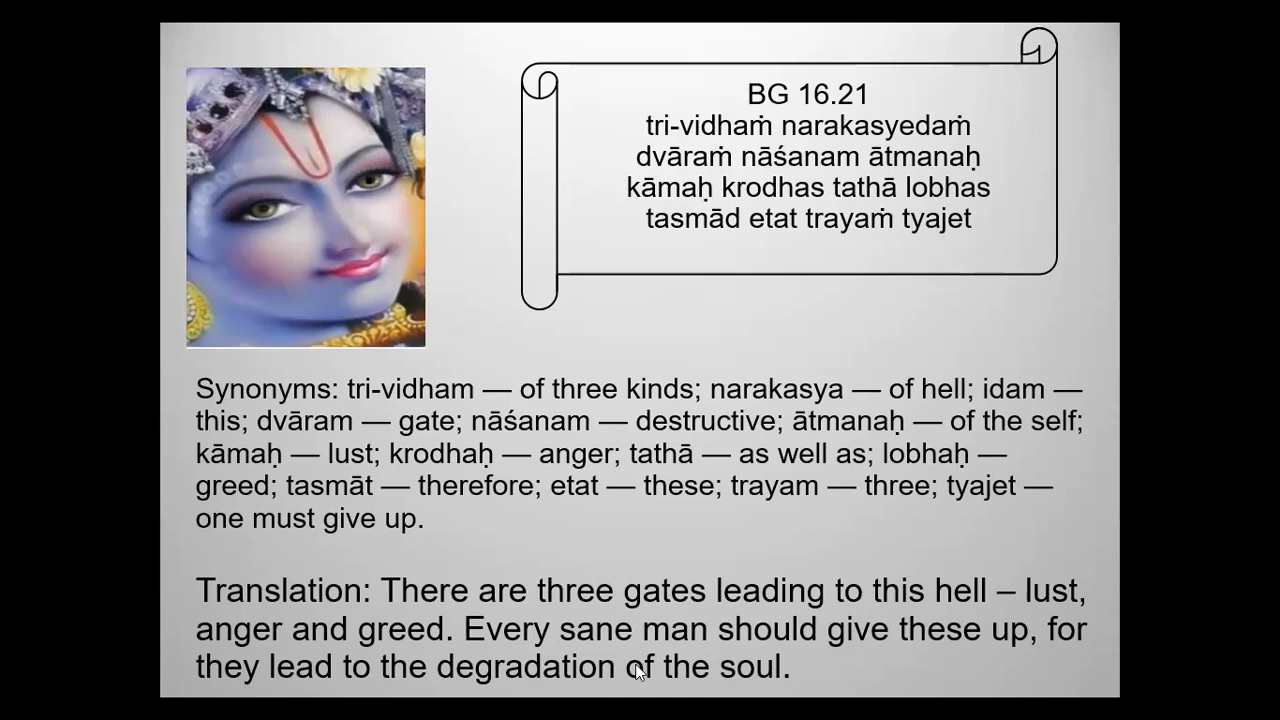 BG 16.21
tri-vidhaṁ narakasyedaṁ
dvāraṁ nāśanam ātmanaḥ
kāmaḥ krodhas tathā lobhas
tasmād etat trayaṁ tyajet
Synonyms: tri-vidham — of three kinds; narakasya — of hell; idam —
this; dvāram — gate; nāśanam — destructive; ātmanaḥ — of the self;
kāmaḥ — lust; krodhaḥ — anger; tathā — as well as; lobhaḥ —
greed; tasmāt — therefore; etat — these; trayam — three; tyajet —
one must give up.
Translation: There are three gates leading to this hell – lust,
anger and greed. Every sane man should give these up, for
they lead to the degradation of the soul.